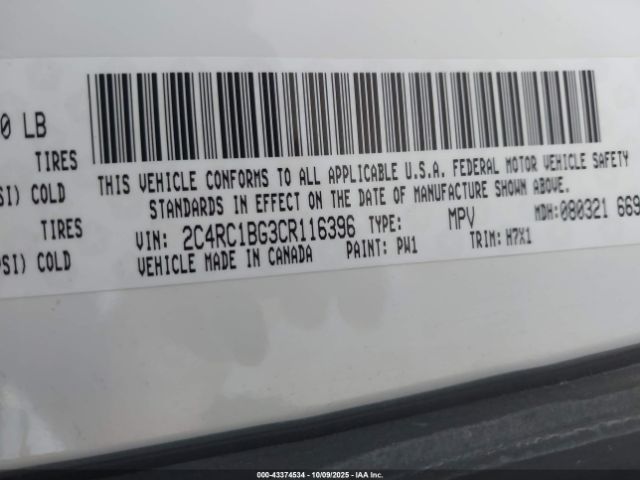 0 LB
TIRES
SI) COLD
TIRES
PSI) COLD
THIS VEHICLE CONFORMS TO ALL APPLICABLE U.S.A. FEDERAL MOTOR VEHICLE SAFETY
STANDARDS IN EFFECT ON THE DATE OF MANUFACTURE SHOWN ABOVE.
VIN: 2C4RC1BG3CR116396 TYPE: MPV MDH:080321 669
VEHICLE MADE IN CANADA PAINT: PW1 TRIM: H7X1
000-43374534 | 10/09/2025 | IAA Inc.